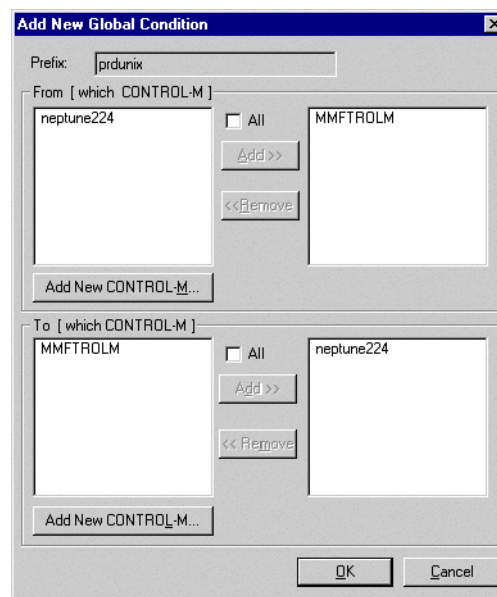 Add New Global Condition
Prefix: prdunix
From [ which CONTROL-M ]
neptune224
All
MMFTROLM
Add >>
<<Remove
Add New CONTROL-M...
To [ which CONTROL-M ]
MMFTROLM
All
neptune224
Add >>
<< Remove
Add New CONTROL-M...
OK
Cancel